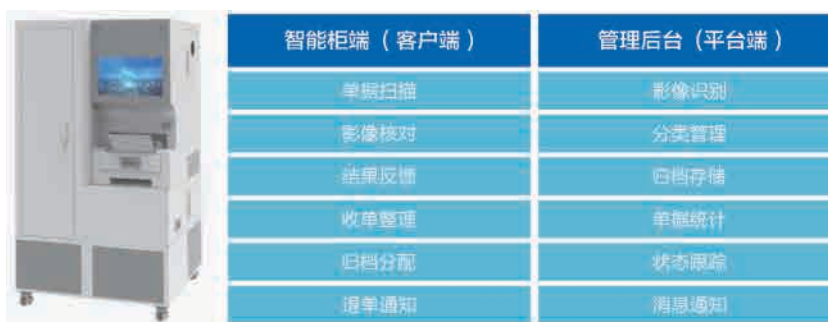 智能柜端（客户端） 管理后台（平台端）
单据扫描 影像识别
影像核对 分类管理
结果反馈 归档存储
收单整理 单据统计
归档分配 状态跟踪
退单通知 消息通知